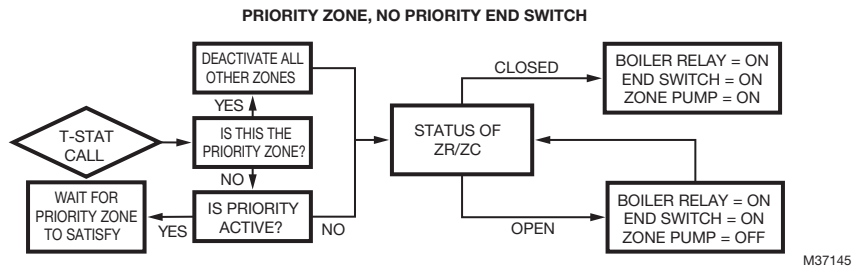 PRIORITY ZONE, NO PRIORITY END SWITCH
T-STAT
CALL
IS THIS THE
PRIORITY ZONE?
YES
DEACTIVATE ALL
OTHER ZONES
NO
IS PRIORITY
ACTIVE?
YES
WAIT FOR
PRIORITY ZONE
TO SATISFY
NO
STATUS OF
ZR/ZC
CLOSED
BOILER RELAY = ON
END SWITCH = ON
ZONE PUMP = ON
OPEN
BOILER RELAY = ON
END SWITCH = ON
ZONE PUMP = OFF
M37145